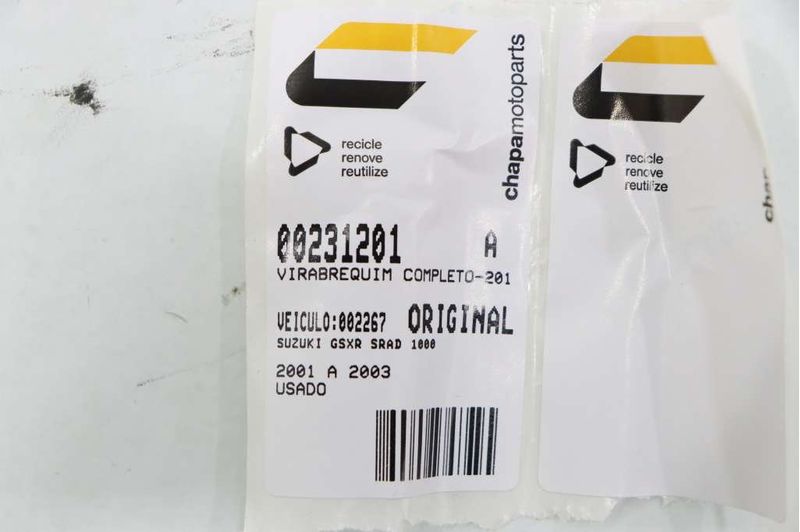 chapamotoparts
recicle
renove
reutilize
00231201 A
VIRABREQUIM COMPLETO-201
VEICULO:002267 ORIGINAL
SUZUKI GSXR SRAD 1000
2001 A 2003
USADO
recicle
renove
reutilize